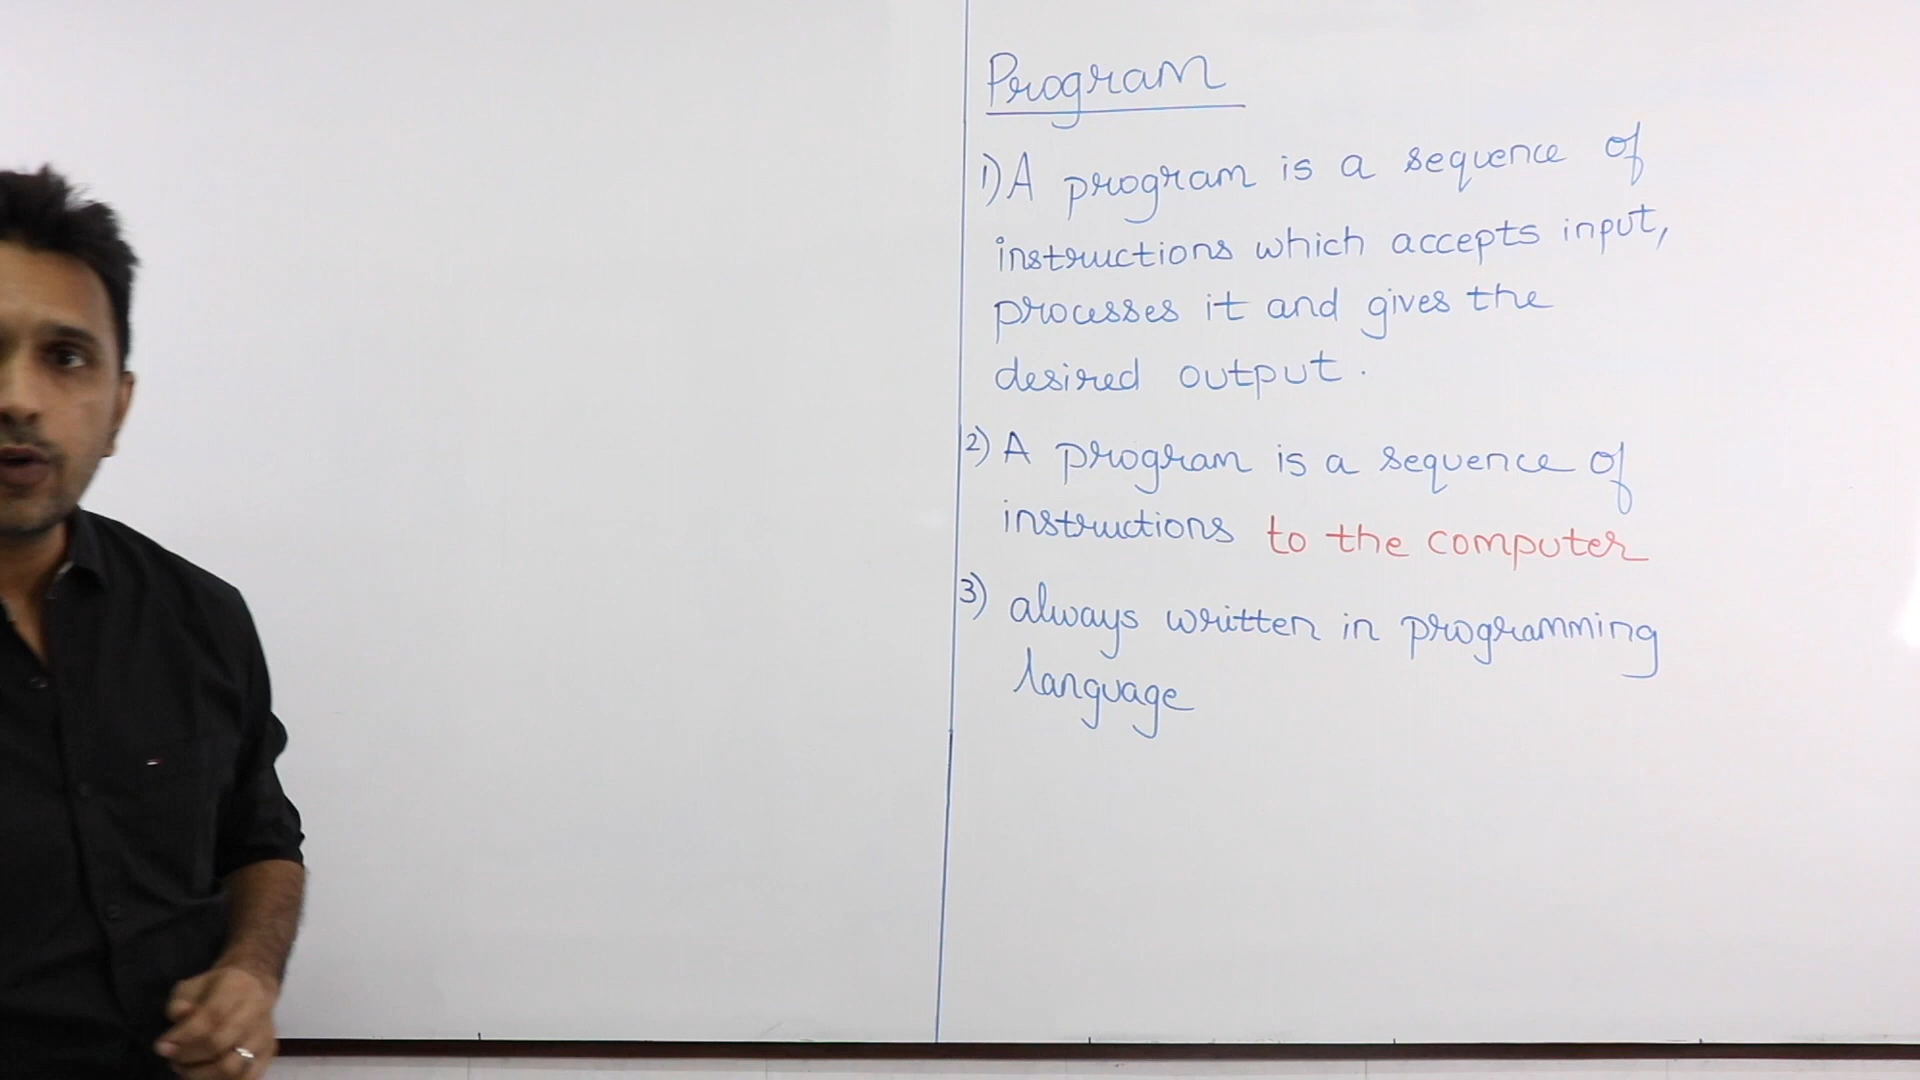 Program
1) A program is a sequence of
instructions which accepts input,
processes it and gives the
desired output.
2) A program is a sequence of
instructions to the computer
3) always written in programming
language